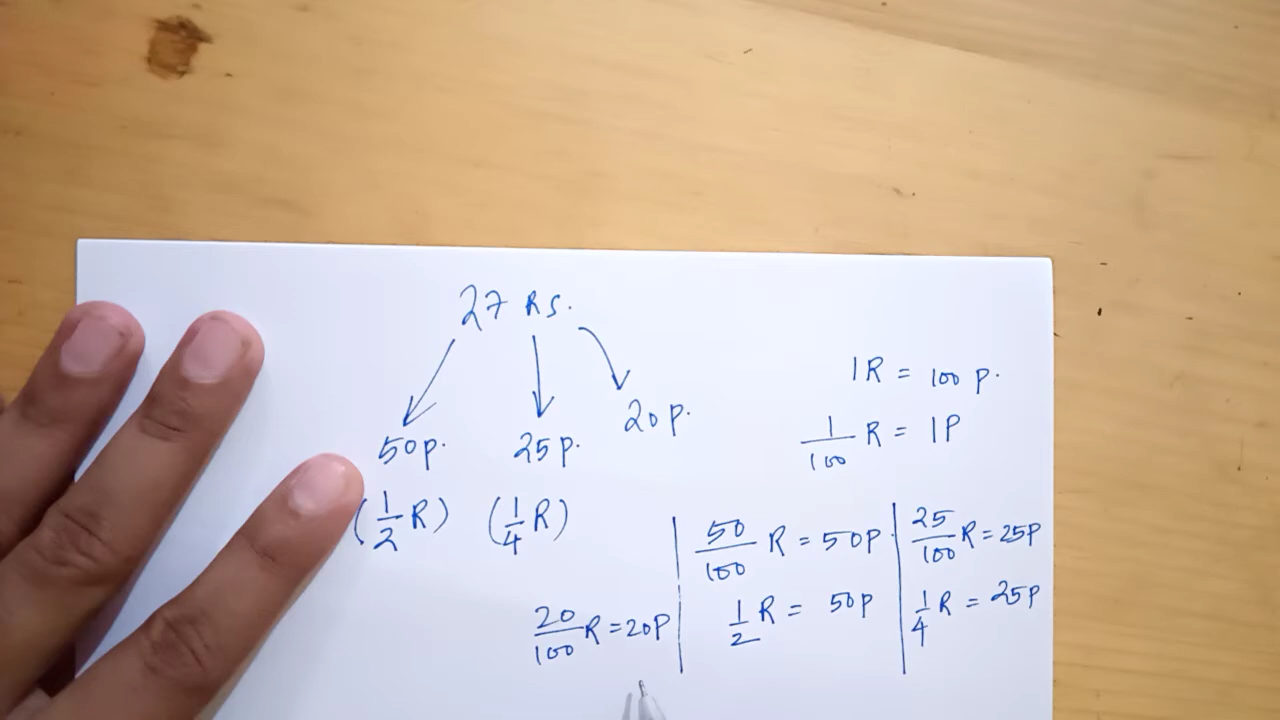 27 RS.
50p. 25p. 20p.
(1/2 R) (1/4 R)
1R = 100 p.
1/100 R = 1P
20/100 R = 20P
50/100 R = 50P.
1/2 R = 50p
25/100 R = 25P
1/4 R = 25p